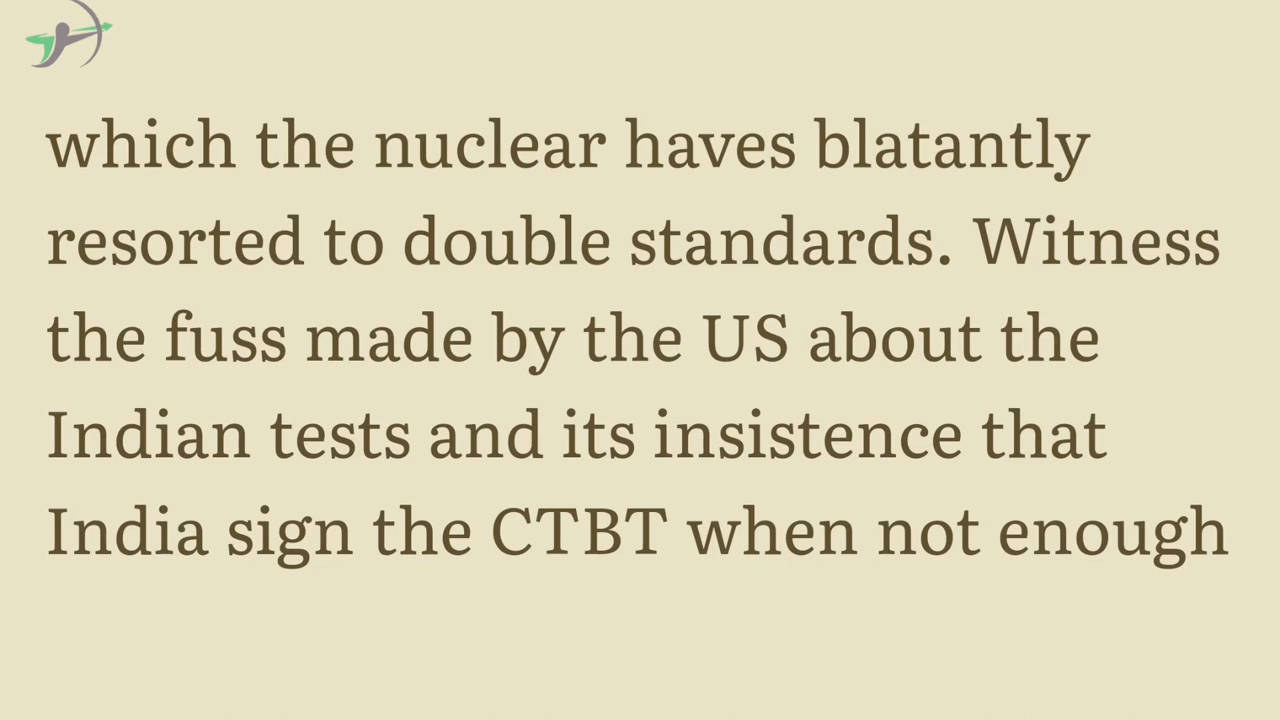 which the nuclear haves blatantly
resorted to double standards. Witness
the fuss made by the US about the
Indian tests and its insistence that
India sign the CTBT when not enough